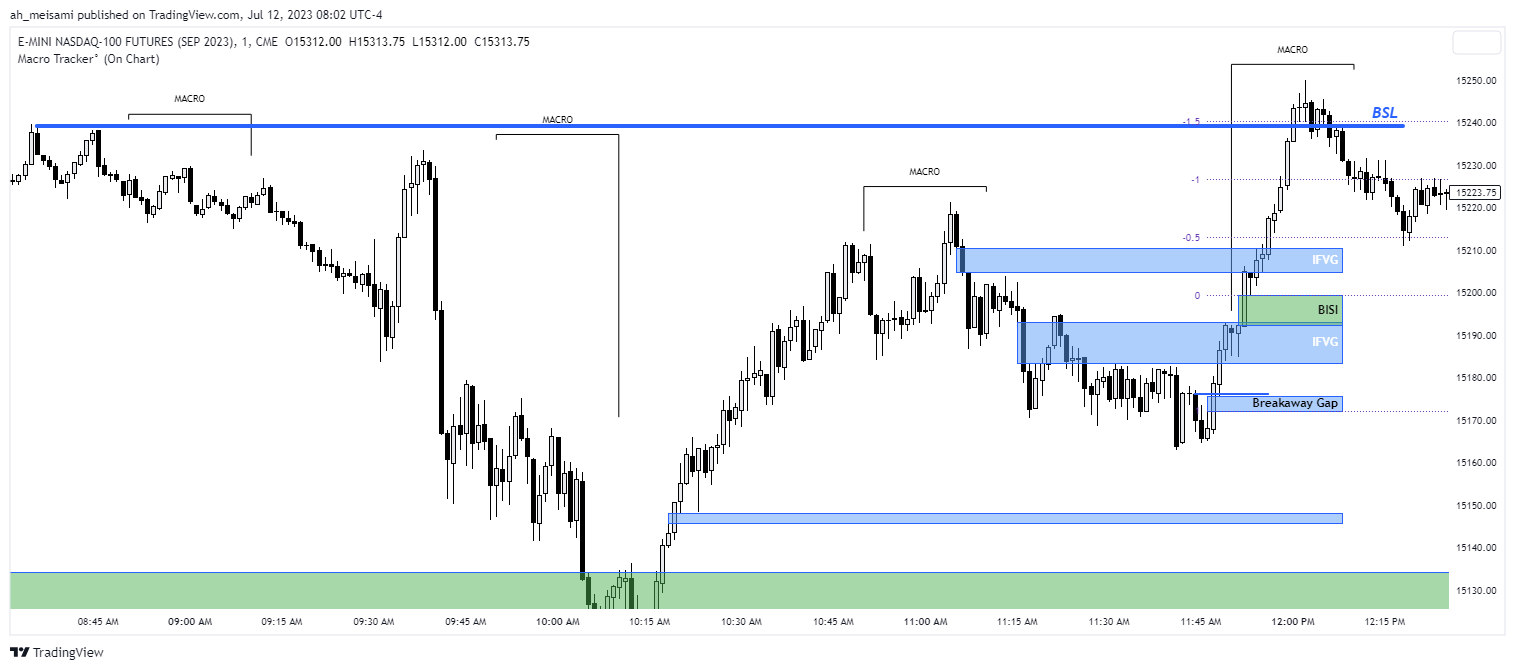 ah_meisami published on TradingView.com, Jul 12, 2023 08:02 UTC-4
E-MINI NASDAQ-100 FUTURES (SEP 2023), 1, CME O15312.00 H15313.75 L15312.00 C15313.75
Macro Tracker° (On Chart)
MACRO
MACRO
MACRO
MACRO
BSL
-1.5
-1
-0.5
0
IFVG
BISI
IFVG
Breakaway Gap
15250.00
15240.00
15230.00
15223.75
15220.00
15210.00
15200.00
15190.00
15180.00
15170.00
15160.00
15150.00
15140.00
15130.00
08:45 AM 09:00 AM 09:15 AM 09:30 AM 09:45 AM 10:00 AM 10:15 AM 10:30 AM 10:45 AM 11:00 AM 11:15 AM 11:30 AM 11:45 AM 12:00 PM 12:15 PM
TradingView